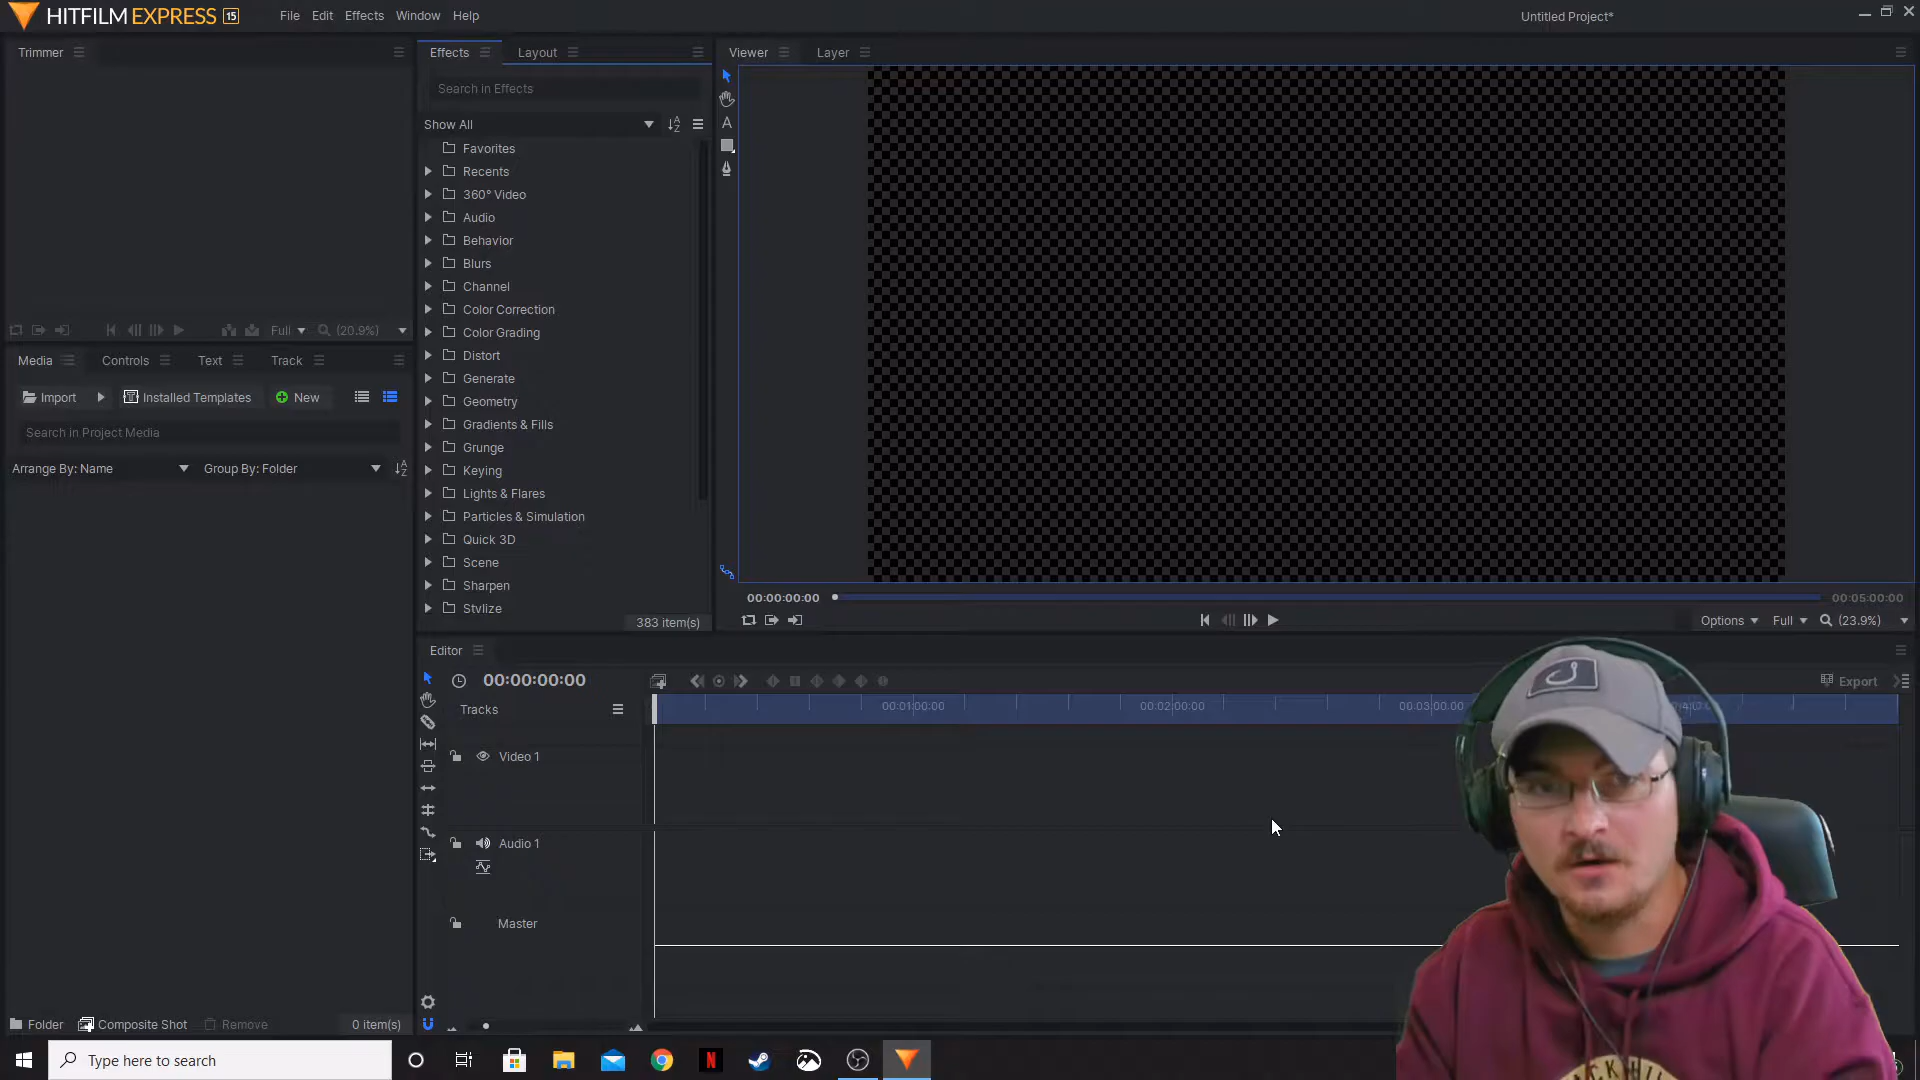 HITFILM EXPRESS 15
File Edit Effects Window Help
Untitled Project*
Trimmer
Full (20.9%)
Media Controls Text Track
Import Installed Templates New
Search in Project Media
Arrange By: Name Group By: Folder
Folder Composite Shot Remove 0 item(s)
Effects Layout
Search in Effects
Show All
Favorites
Recents
360° Video
Audio
Behavior
Blurs
Channel
Color Correction
Color Grading
Distort
Generate
Geometry
Gradients & Fills
Grunge
Keying
Lights & Flares
Particles & Simulation
Quick 3D
Scene
Sharpen
Stylize
383 item(s)
Viewer Layer
A
00:00:00:00 00:05:00:00
Options Full (23.9%)
Editor
00:00:00:00
Export
Tracks
00:01:00:00 00:02:00:00 00:03:00:00
Video 1
Audio 1
Master
Type here to search